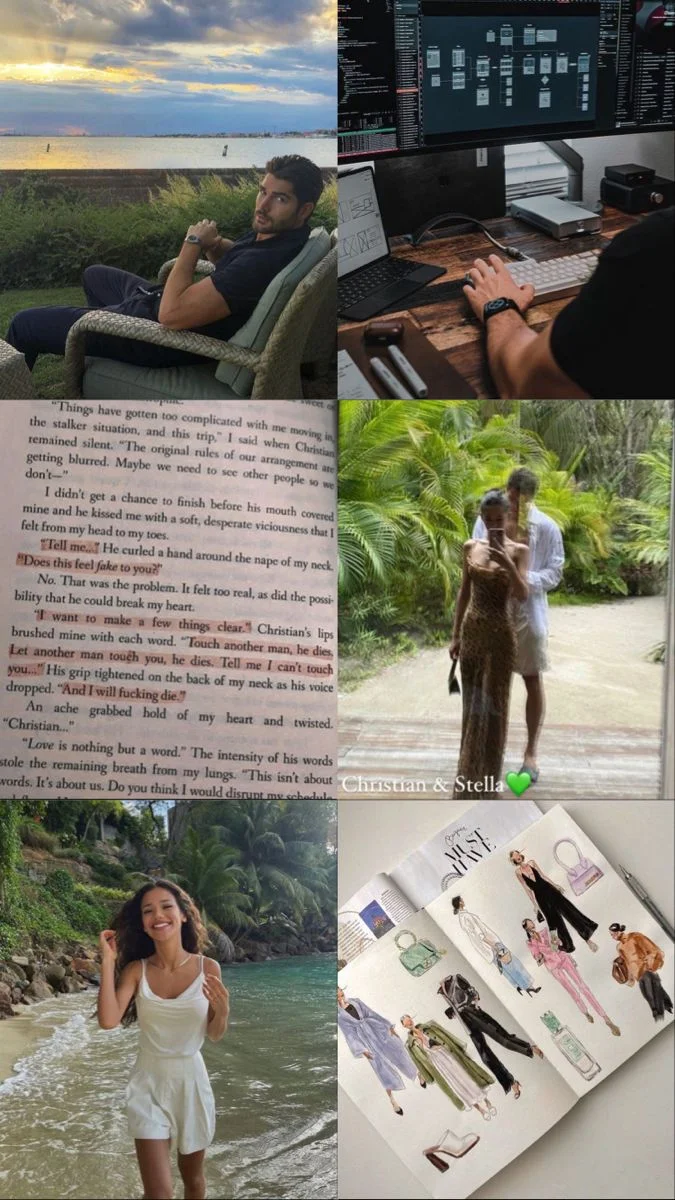 "Things have gotten too complicated with me moving in,
the stalker situation, and this trip," I said when Christian
remained silent. "The original rules of our arrangement are
getting blurred. Maybe we need to see other people so we
don't—"
I didn't get a chance to finish before his mouth covered
mine and he kissed me with a soft, desperate viciousness that I
felt from my head to my toes.
"Tell me..." He curled a hand around the nape of my neck.
"Does this feel fake to you?"
No. That was the problem. It felt too real, as did the possi-
bility that he could break my heart.
"I want to make a few things clear." Christian's lips
brushed mine with each word. "Touch another man, he dies.
Let another man touch you, he dies. Tell me I can't touch
you..." His grip tightened on the back of my neck as his voice
dropped. "And I will fucking die."
An ache grabbed hold of my heart and twisted.
"Christian..."
"Love is nothing but a word." The intensity of his words
stole the remaining breath from my lungs. "This isn't about
words. It's about us. Do you think I would disrupt my schedule
Christian & Stella💚
MUST
HAVE